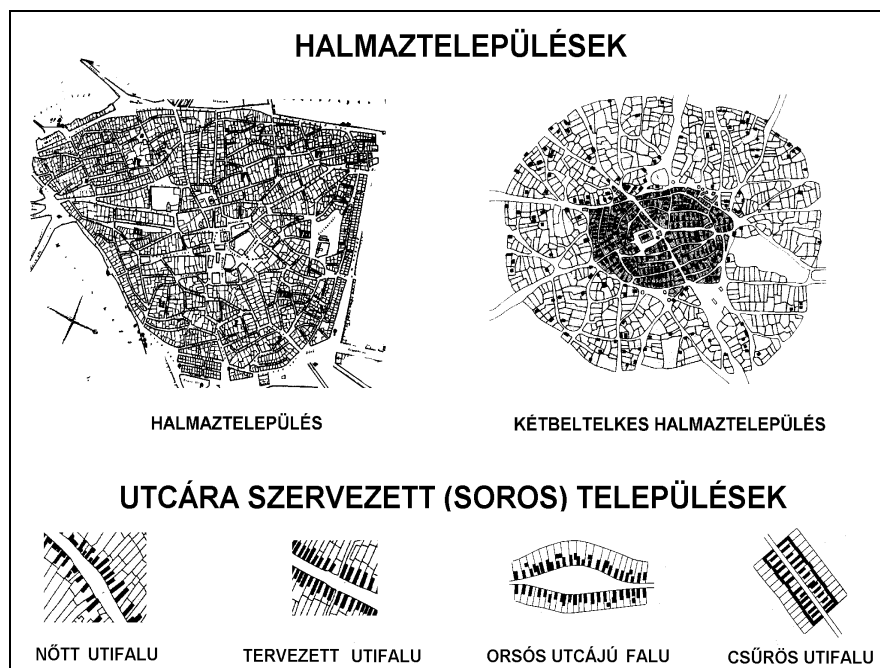 HALMAZTELEPÜLÉSEK
HALMAZTELEPÜLÉS
KÉTBELTELKES HALMAZTELEPÜLÉS
UTCÁRA SZERVEZETT (SOROS) TELEPÜLÉSEK
NŐTT UTIFALU
TERVEZETT UTIFALU
ORSÓS UTCÁJÚ FALU
CSŰRÖS UTIFALU